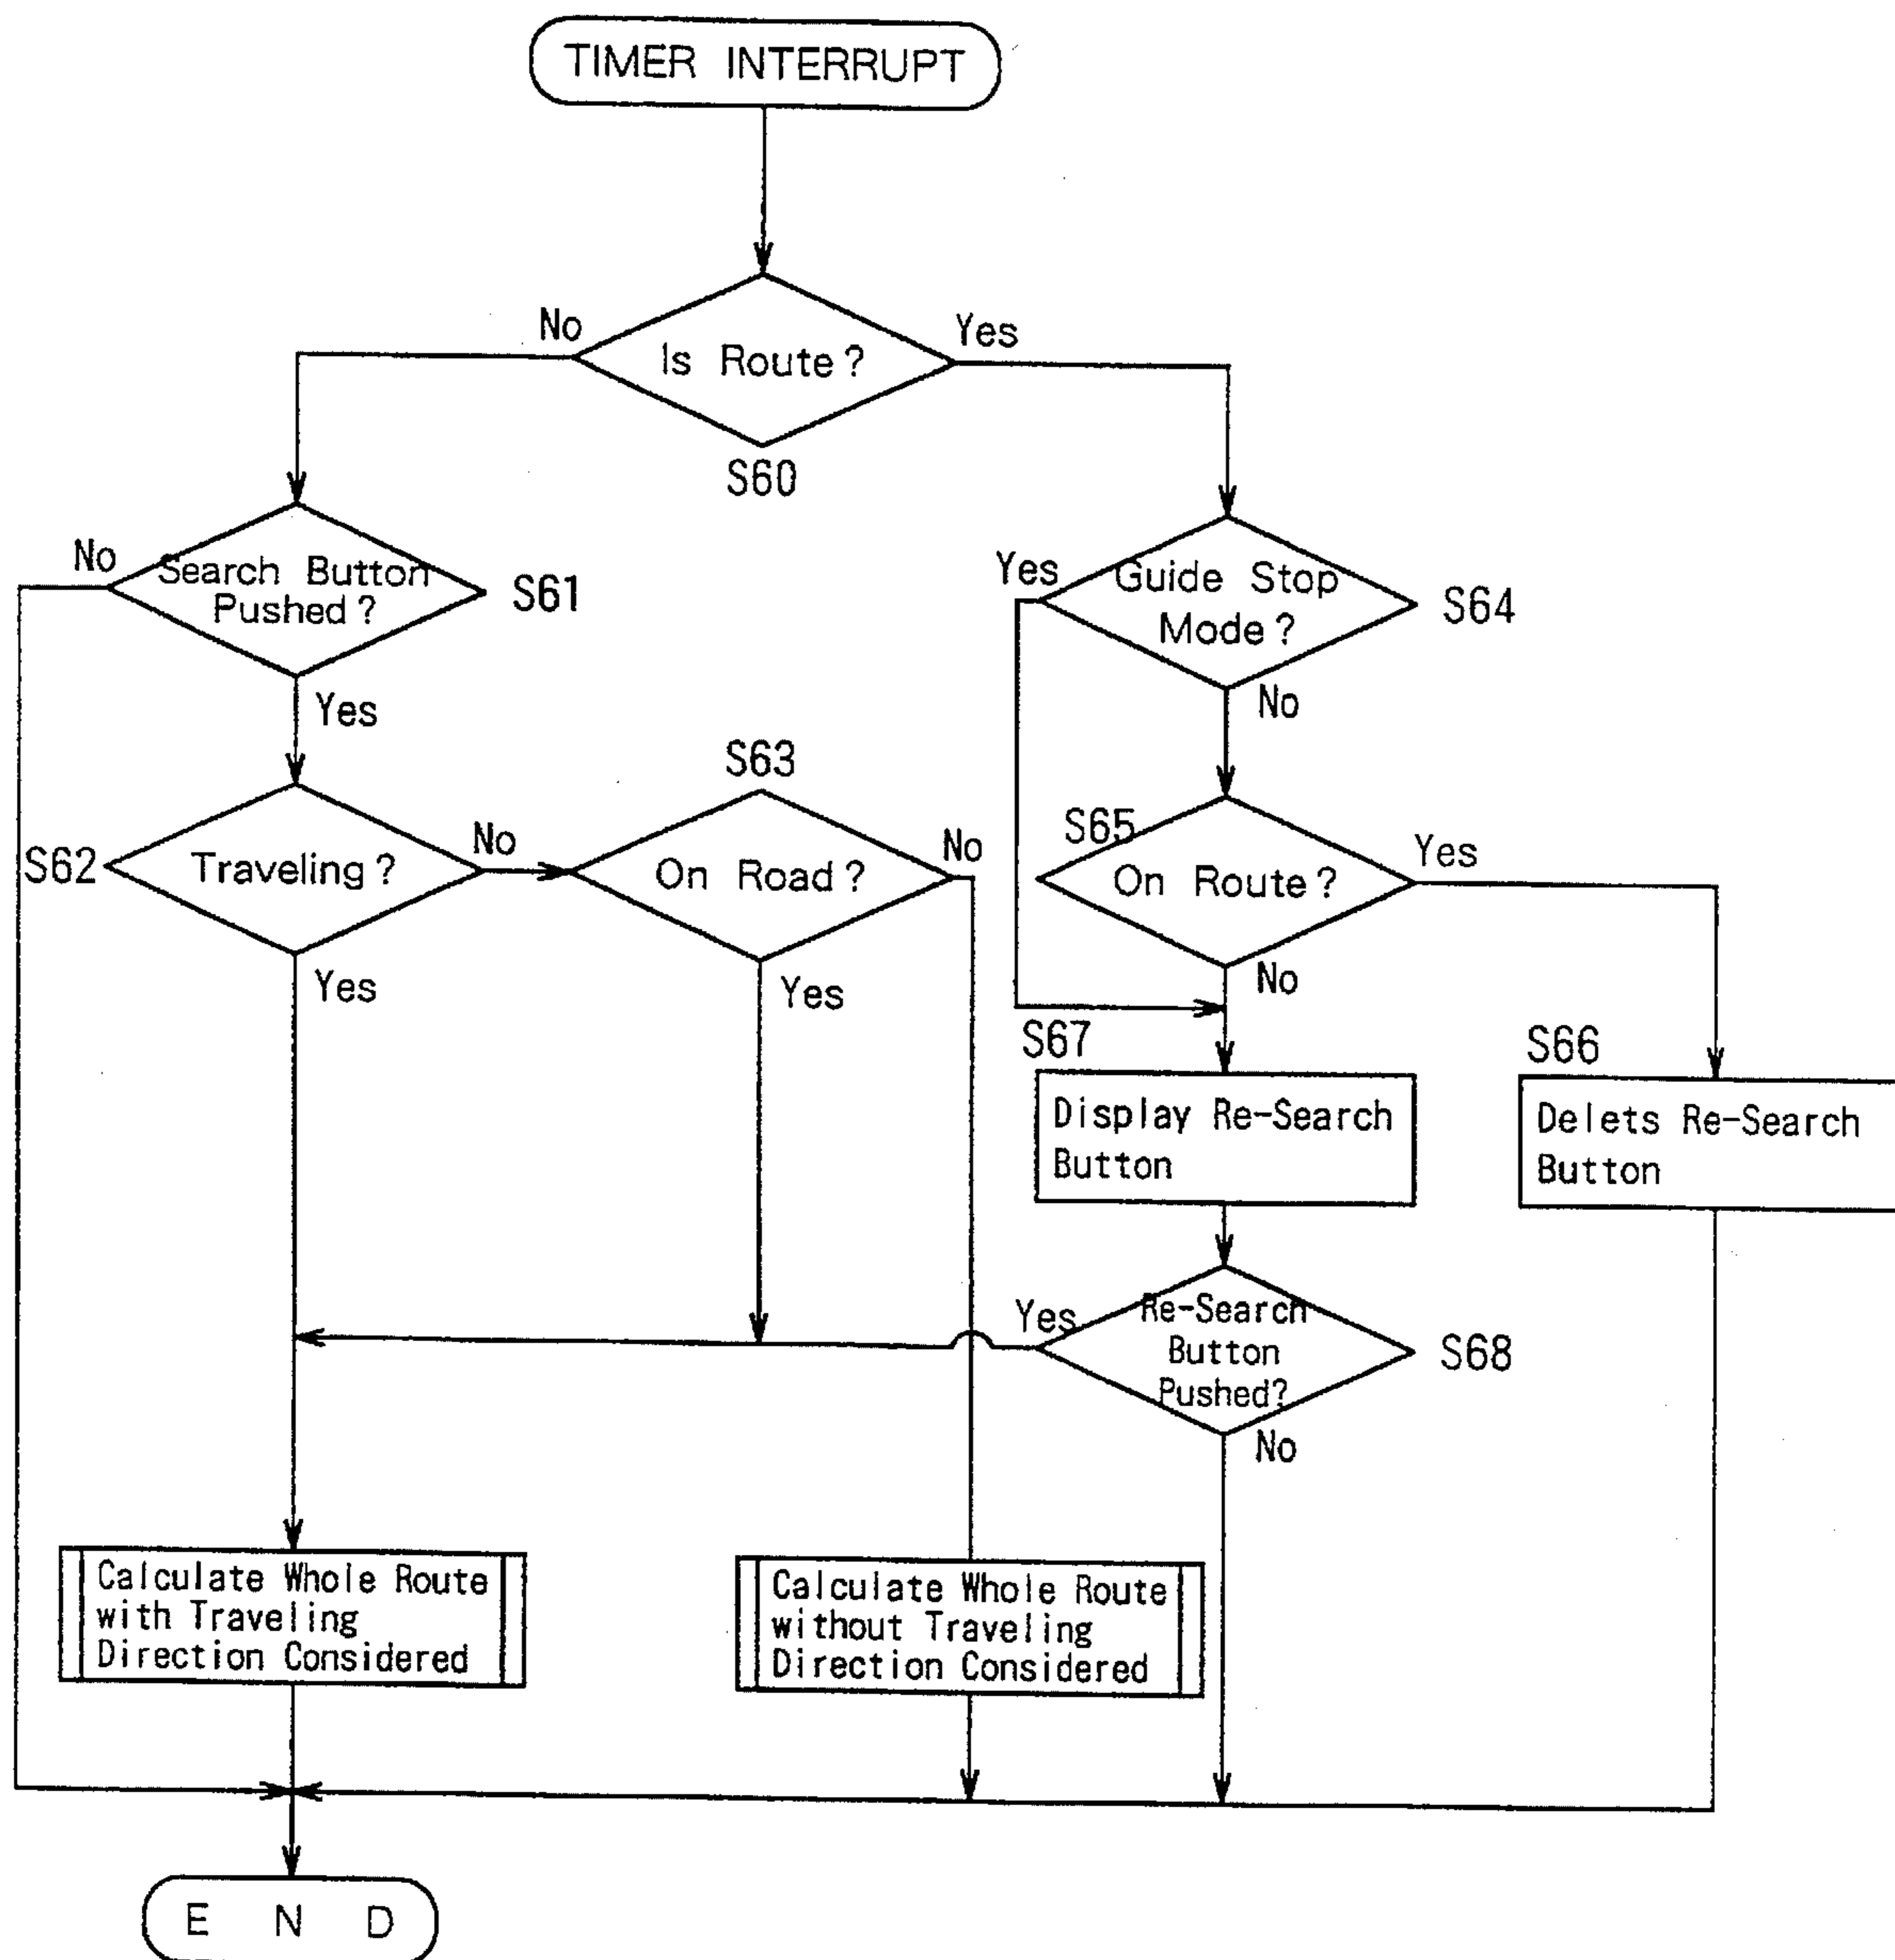 TIMER INTERRUPT
No
Yes
Is Route?
S60
No
Search Button
Pushed?
S61
Yes
Guide Stop
Mode?
S64
Yes
No
S63
S62
Traveling?
No
On Road?
No
S65
On Route?
Yes
Yes
Yes
No
S67
S66
Display Re-Search
Button
Delets Re-Search
Button
Yes
Re-Search
Button
Pushed?
S68
No
Calculate Whole Route
with Traveling
Direction Considered
Calculate Whole Route
without Traveling
Direction Considered
E N D